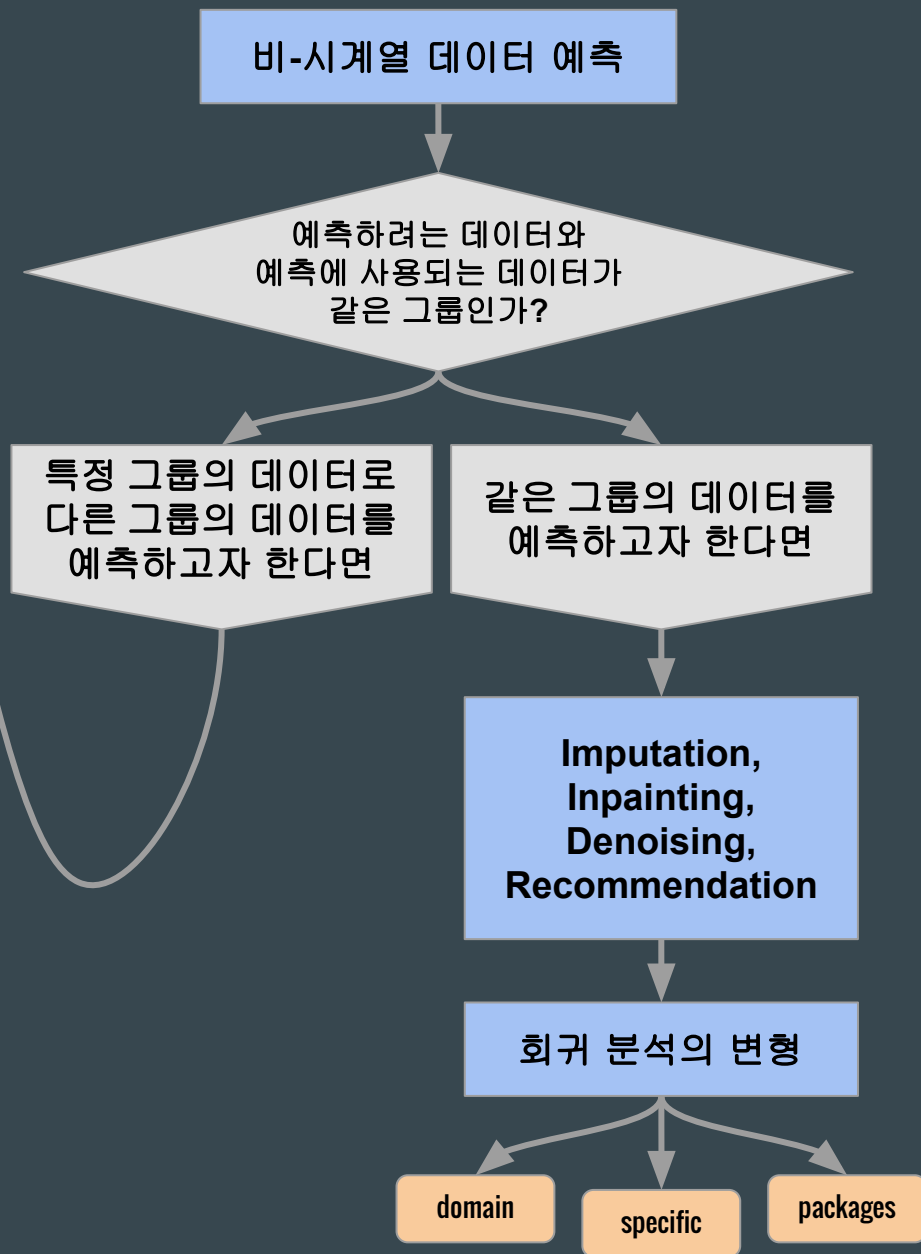 비-시계열 데이터 예측
예측하려는 데이터와
예측에 사용되는 데이터가
같은 그룹인가?
특정 그룹의 데이터로
다른 그룹의 데이터를
예측하고자 한다면
같은 그룹의 데이터를
예측하고자 한다면
Imputation,
Inpainting,
Denoising,
Recommendation
회귀 분석의 변형
domain
specific
packages